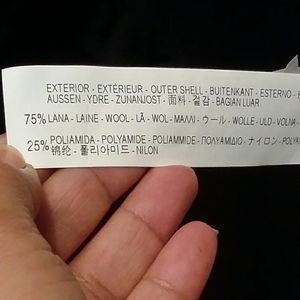 EXTERIOR - EXTÉRIEUR - OUTER SHELL - BUITENKANT - ESTERNO -
AUSSEN - YDRE - ZUNANJOST - 面料 - 겉감 - BAGIAN LUAR
75% LANA - LAINE - WOOL - LÃ - WOL - ΜΑΛΛΙ - ウール - WOLLE - ULD - VOLNA -
25% POLIAMIDA - POLYAMIDE - POLIAMMIDE - ΠΟΛΥΑΜΙΔΙΟ - ナイロン -
锦纶 - 폴리아미드 - NILON